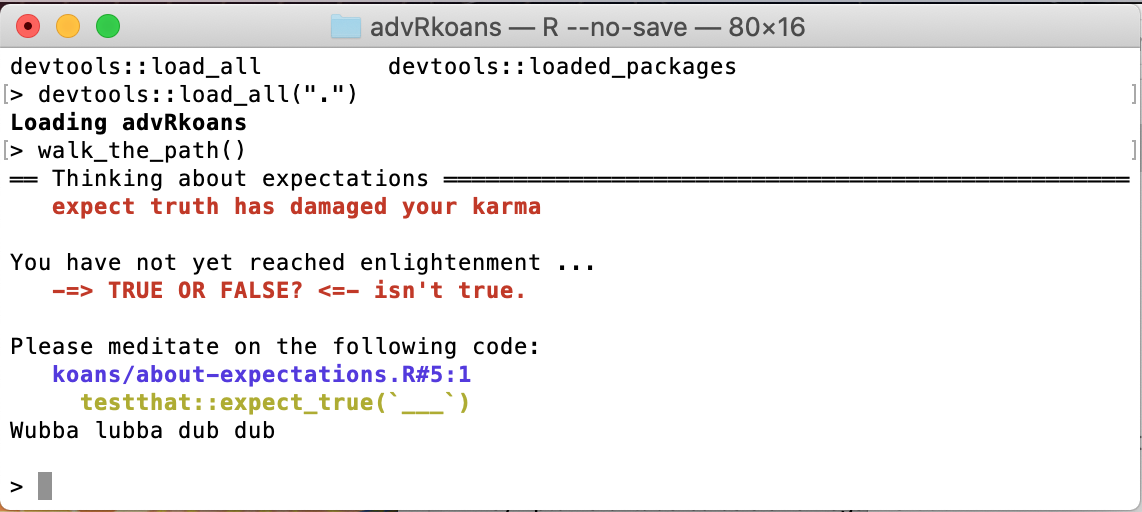 advRkoans — R --no-save — 80×16
devtools::load_all devtools::loaded_packages
[> devtools::load_all(".") ]
Loading advRkoans
[> walk_the_path() ]
══ Thinking about expectations ═════════════════════════════════════════════════
expect truth has damaged your karma
You have not yet reached enlightenment ...
-=> TRUE OR FALSE? <=- isn't true.
Please meditate on the following code:
koans/about-expectations.R#5:1
testthat::expect_true(`___`)
Wubba lubba dub dub
>